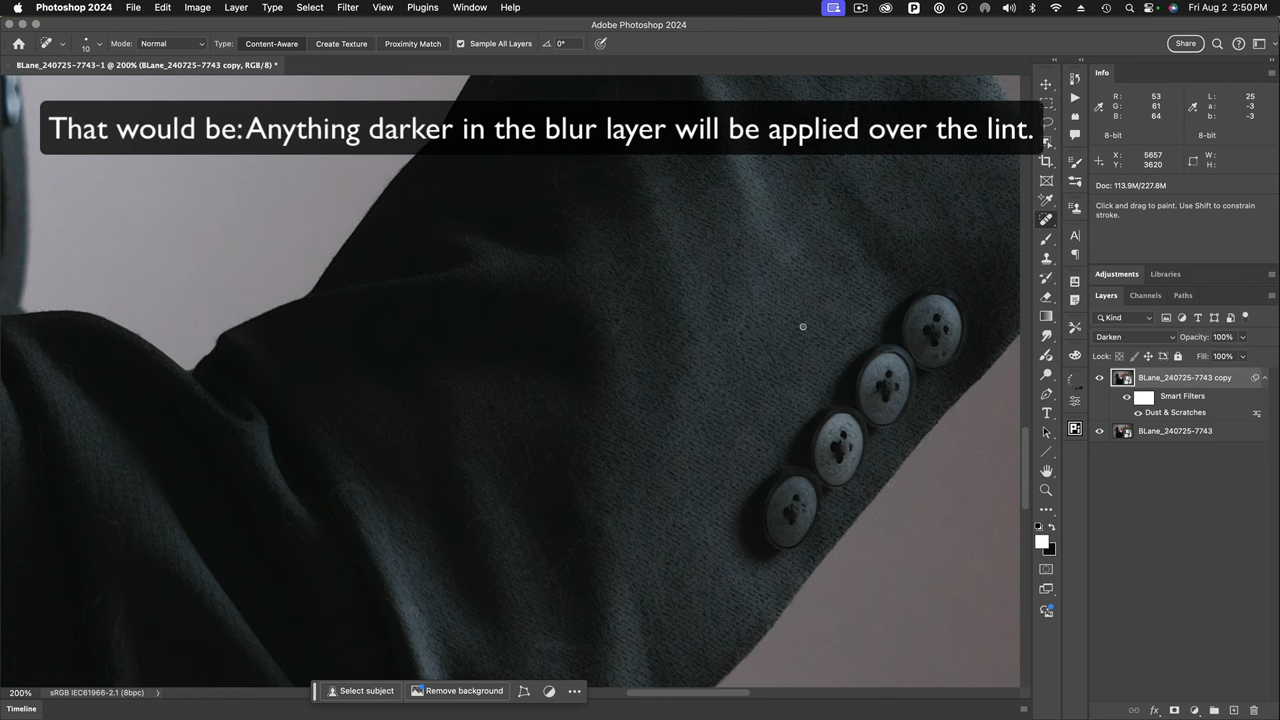 Photoshop 2024 File Edit Image Layer Type Select Filter View Plugins Window Help Fri Aug 2 2:50 PM
Adobe Photoshop 2024
10 Mode: Normal Type: Content-Aware Create Texture Proximity Match Sample All Layers 0° Share
BLane_240725-7743-1 @ 200% (BLane_240725-7743 copy, RGB/8) *
Info
R: 53 L: 25
G: 61 a: -3
B: 64 b: -3
8-bit 8-bit
X: 5657 W:
Y: 3620 H:
Doc: 113.9M/227.8M
Click and drag to paint. Use Shift to constrain
stroke.
That would be: Anything darker in the blur layer will be applied over the lint.
Adjustments Libraries
Layers Channels Paths
Kind
Darken Opacity: 100%
Lock: Fill: 100%
BLane_240725-7743 copy
Smart Filters
Dust & Scratches
BLane_240725-7743
Select subject Remove background
200% sRGB IEC61966-2.1 (8bpc)
Timeline